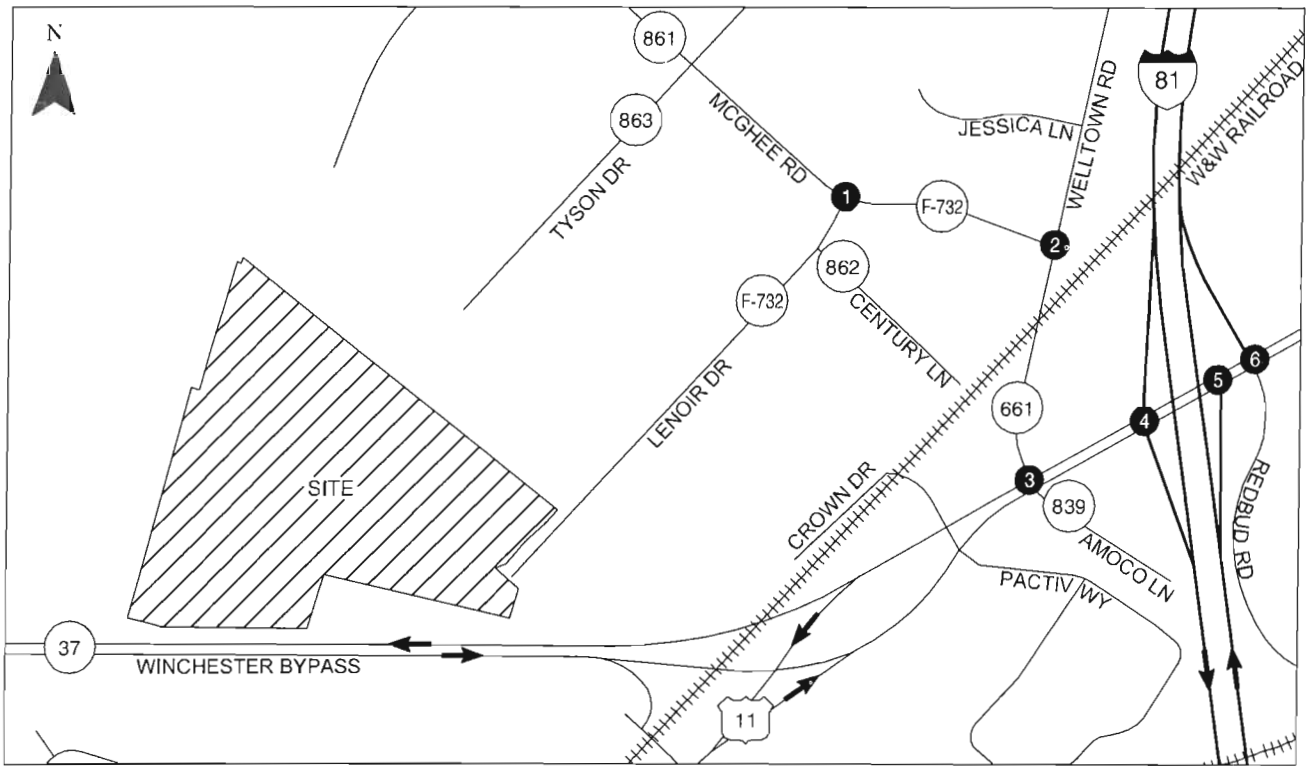 N
861
81
MCGHEE RD
863
JESSICA LN
WELLTOWN RD
W&W RAILROAD
TYSON DR
1
F-732
2
862
F-732
CENTURY LN
LENOIR DR
6
5
661
4
SITE
CROWN DR
3
839
REDBUD RD
AMOCO LN
PACTIV WY
37
WINCHESTER BYPASS
11